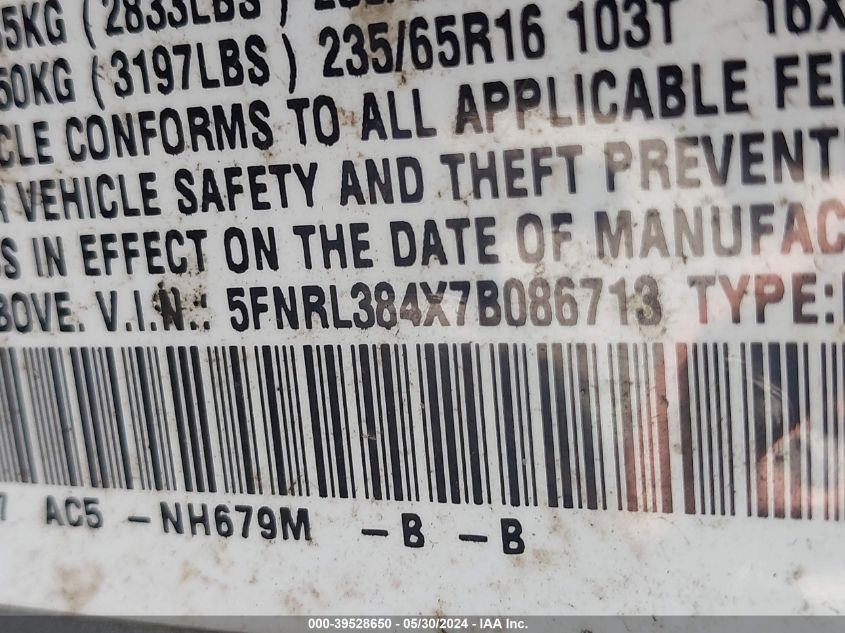 5KG ( 2833LBS )
50KG ( 3197LBS ) 235/65R16 103T 16X
CLE CONFORMS TO ALL APPLICABLE FE
R VEHICLE SAFETY AND THEFT PREVENT
S IN EFFECT ON THE DATE OF MANUFAC
BOVE. V.I.N.: 5FNRL384X7B086713 TYPE:
7 AC5 -NH679M -B -B
000-39528650 - 05/30/2024 - IAA Inc.